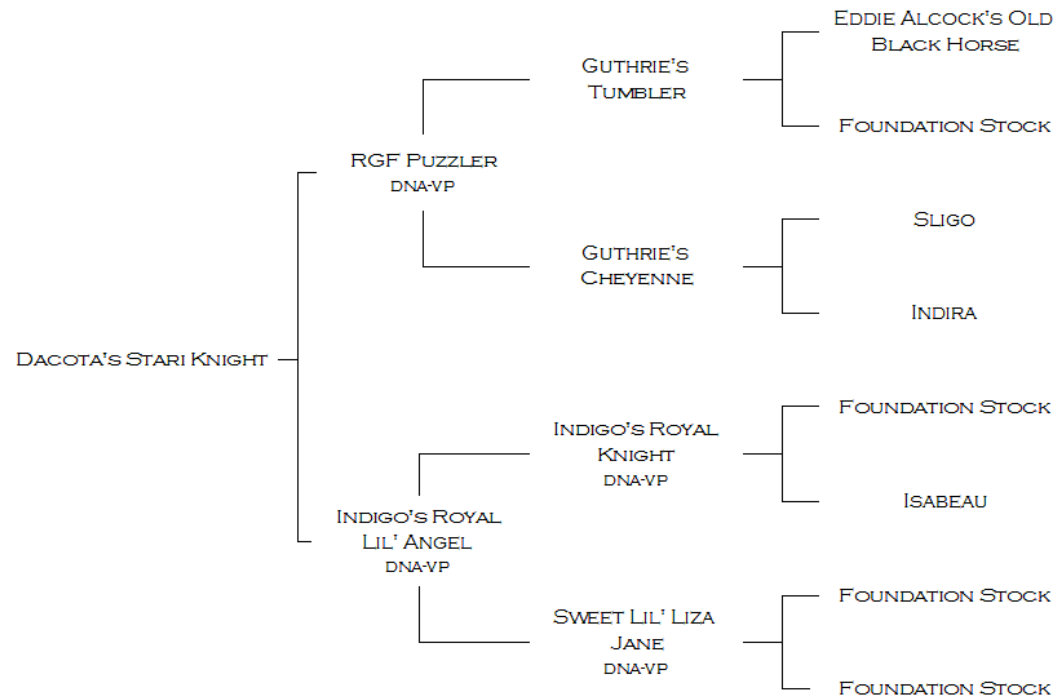 Eddie Alcock's Old
Black Horse
Guthrie's
Tumbler
Foundation Stock
RGF Puzzler
DNA-VP
Sligo
Guthrie's
Cheyenne
Indira
Dacota's Stari Knight
Foundation Stock
Indigo's Royal
Knight
DNA-VP
Isabeau
Indigo's Royal
Lil' Angel
DNA-VP
Foundation Stock
Sweet Lil' Liza
Jane
DNA-VP
Foundation Stock